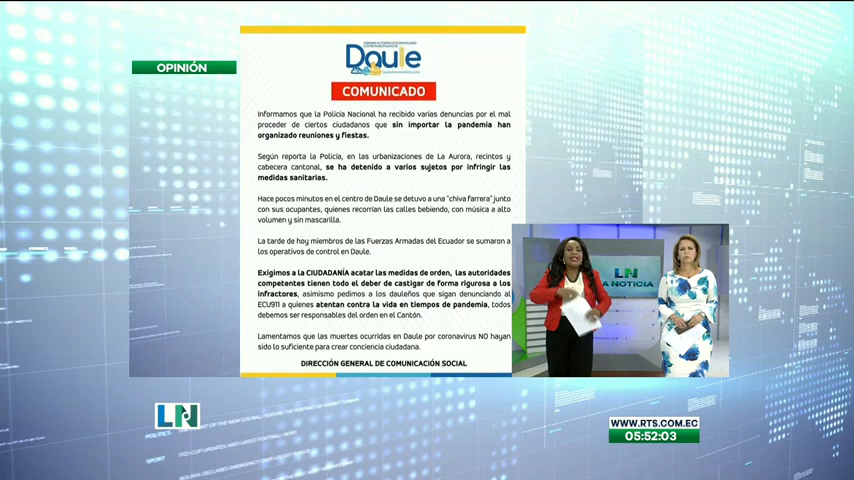 OPINIÓN
Daule
COMUNICADO
Informamos que la Policía Nacional ha recibido varias denuncias por el mal
proceder de ciertos ciudadanos que sin importar la pandemia han
organizado reuniones y fiestas.
Según reporta la Policía, en las urbanizaciones de La Aurora, recintos y
cabecera cantonal, se ha detenido a varios sujetos por infringir las
medidas sanitarias.
Hace pocos minutos en el centro de Daule se detuvo a una "chiva farrera" junto
con sus ocupantes, quienes recorrían las calles bebiendo, con música a alto
volumen y sin mascarilla.
La tarde de hoy miembros de las Fuerzas Armadas del Ecuador se sumaron a
los operativos de control en Daule.
Exigimos a la CIUDADANÍA acatar las medidas de orden, las autoridades
competentes tienen todo el deber de castigar de forma rigurosa a los
infractores, asimismo pedimos a los dauleños que sigan denunciando al
ECU911 a quienes atentan contra la vida en tiempos de pandemia, todos
debemos ser responsables del orden en el Cantón.
Lamentamos que las muertes ocurridas en Daule por coronavirus NO hayan
sido lo suficiente para crear conciencia ciudadana.
DIRECCIÓN GENERAL DE COMUNICACIÓN SOCIAL
LN
A NOTICIA
LN
WWW.RTS.COM.EC
05:52:03